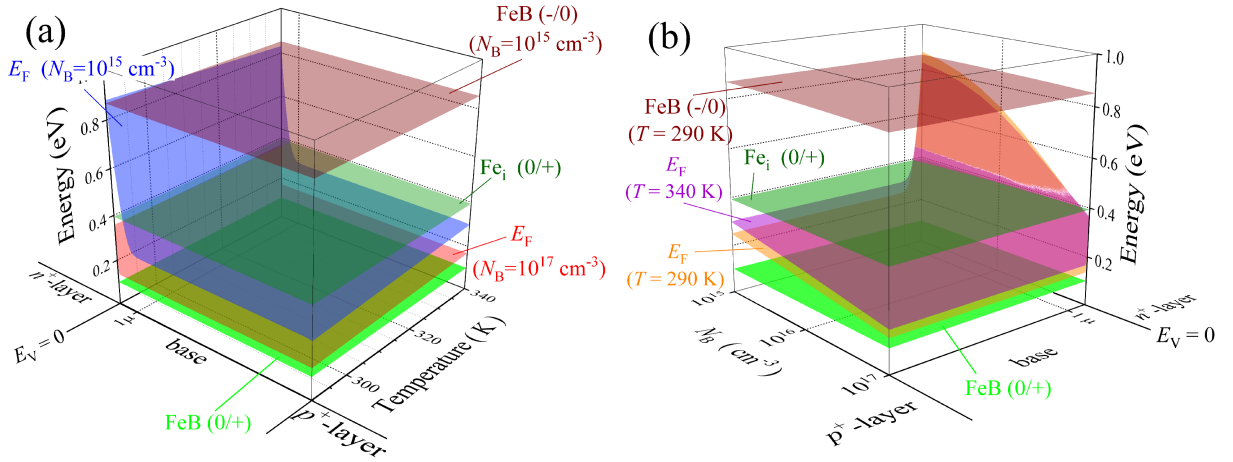 (a)
FeB (-/0)
(N_B=10^15 cm^-3)
E_F (N_B=10^15 cm^-3)
Energy (eV)
0.8
0.6
0.4
0.2
Fe_i (0/+)
E_F
(N_B=10^17 cm^-3)
n^+-layer
E_V = 0
1μ
base
FeB (0/+)
p^+-layer
300
320
340
Temperature (K)
(b)
1.0
0.8
0.6
0.4
0.2
Energy (eV)
FeB (-/0)
(T = 290 K)
Fe_i (0/+)
E_F
(T = 340 K)
E_F
(T = 290 K)
10^15
10^16
10^17
N_B (cm^-3)
p^+-layer
base
1 μ
n^+-layer
E_V = 0
FeB (0/+)